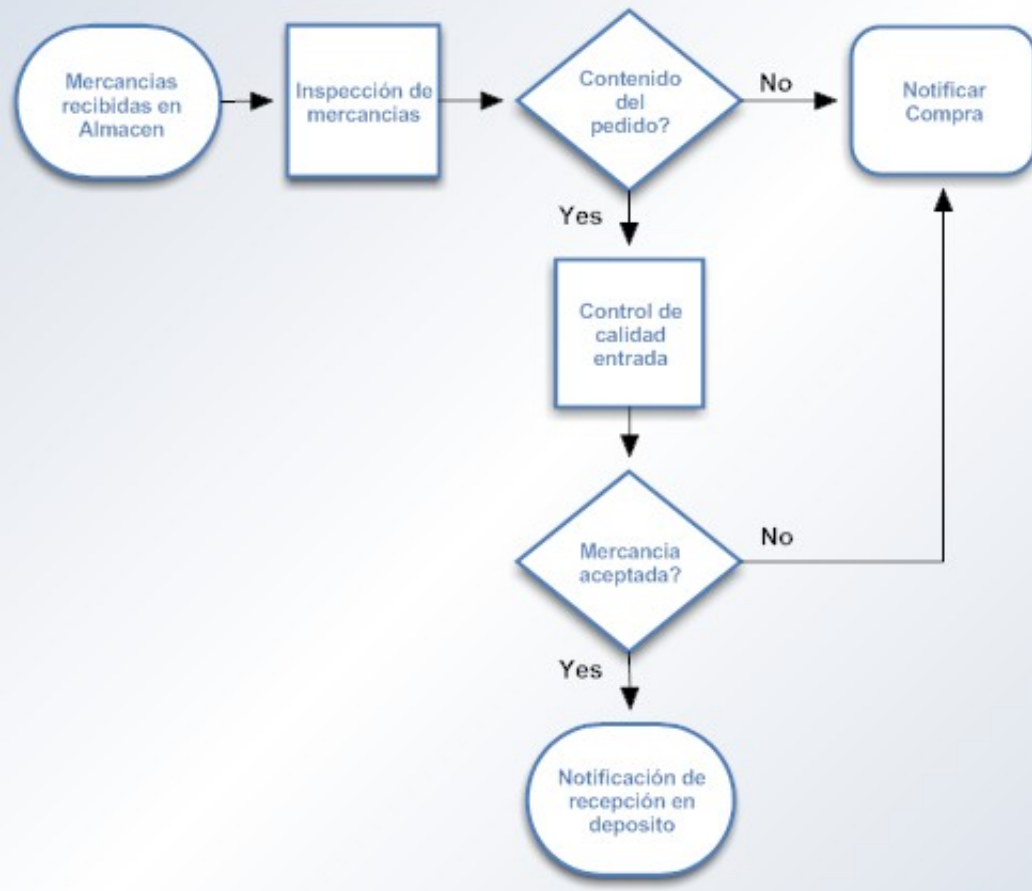 Mercancias
recibidas en
Almacen
Inspección de
mercancias
Contenido
del
pedido?
No
Notificar
Compra
Yes
Control de
calidad
entrada
Mercancia
aceptada?
No
Yes
Notificación de
recepción en
deposito